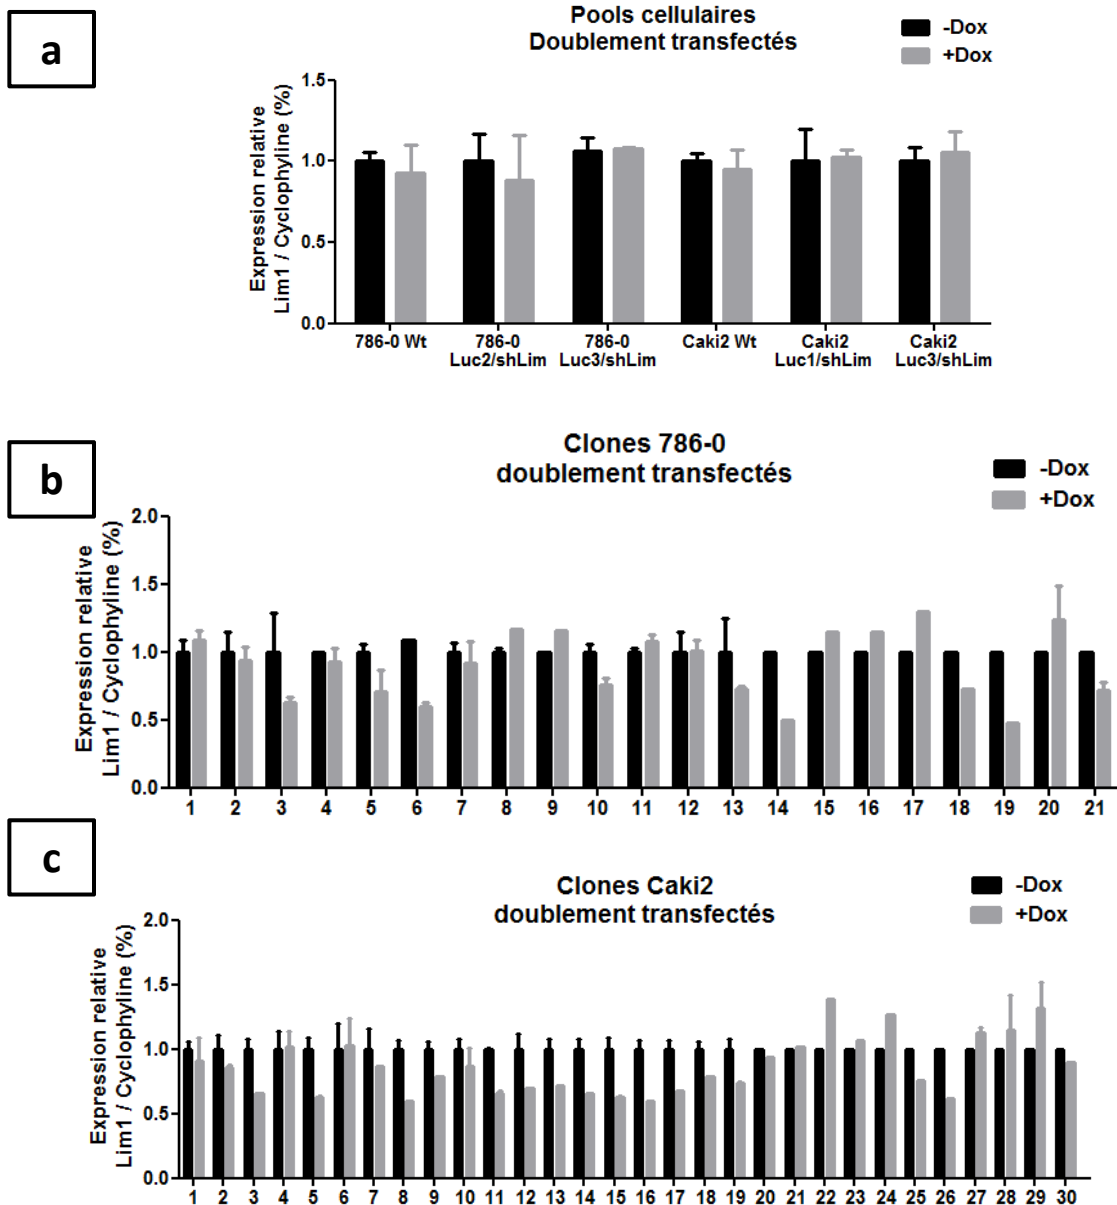 a
Pools cellulaires
Doublement transfectés
-Dox
+Dox
Expression relative
Lim1 / Cyclophyline (%)
1.5
1.0
0.5
0.0
786-0 Wt
786-0
Luc2/shLim
786-0
Luc3/shLim
Caki2 Wt
Caki2
Luc1/shLim
Caki2
Luc3/shLim
b
Clones 786-0
doublement transfectés
-Dox
+Dox
Expression relative
Lim1 / Cyclophyline (%)
2.0
1.5
1.0
0.5
0.0
1 2 3 4 5 6 7 8 9 10 11 12 13 14 15 16 17 18 19 20 21
c
Clones Caki2
doublement transfectés
-Dox
+Dox
Expression relative
Lim1 / Cyclophyline (%)
2.0
1.5
1.0
0.5
0.0
1 2 3 4 5 6 7 8 9 10 11 12 13 14 15 16 17 18 19 20 21 22 23 24 25 26 27 28 29 30